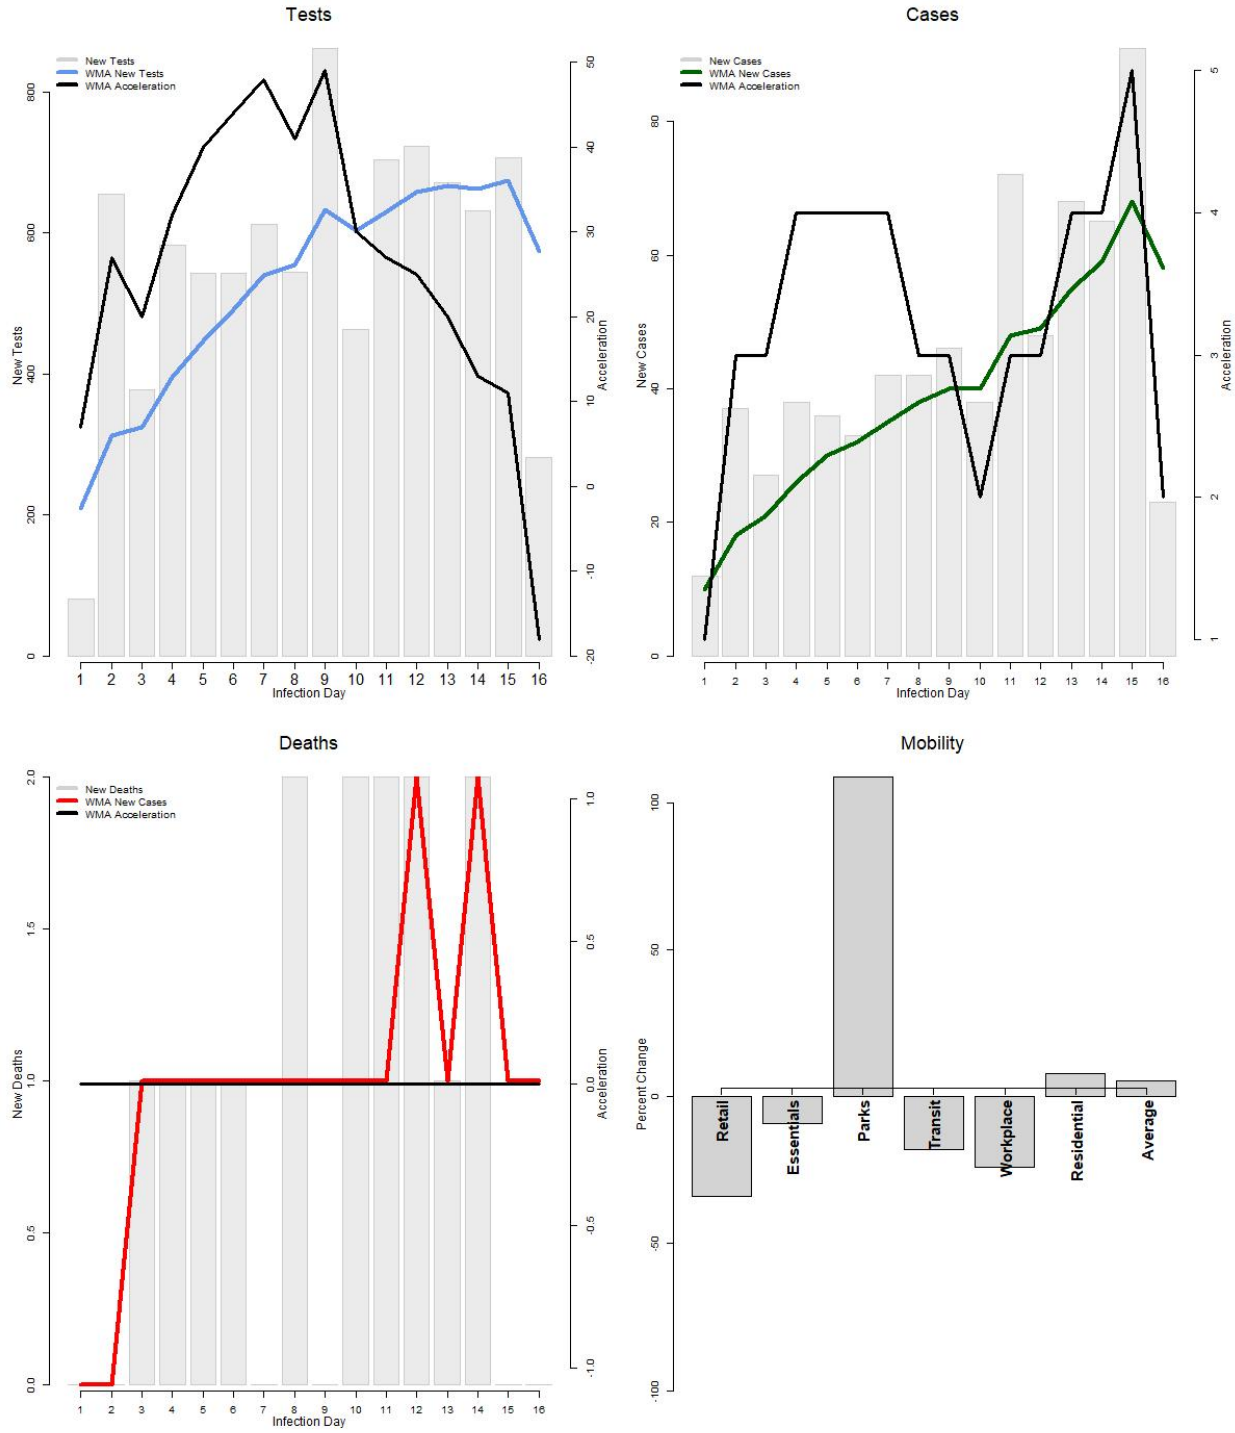 Tests
New Tests
WMA New Tests
WMA Acceleration
New Tests
0
200
400
600
800
Acceleration
-20
-10
0
10
20
30
40
50
1 2 3 4 5 6 7 8 9 10 11 12 13 14 15 16
Infection Day
Cases
New Cases
WMA New Cases
WMA Acceleration
New Cases
0
20
40
60
80
Acceleration
1
2
3
4
5
1 2 3 4 5 6 7 8 9 10 11 12 13 14 15 16
Infection Day
Deaths
New Deaths
WMA New Cases
WMA Acceleration
New Deaths
0.0
0.5
1.0
1.5
2.0
Acceleration
-1.0
-0.5
0.0
0.5
1.0
1 2 3 4 5 6 7 8 9 10 11 12 13 14 15 16
Infection Day
Mobility
Percent Change
-100
-50
0
50
100
Retail
Essentials
Parks
Transit
Workplace
Residential
Average